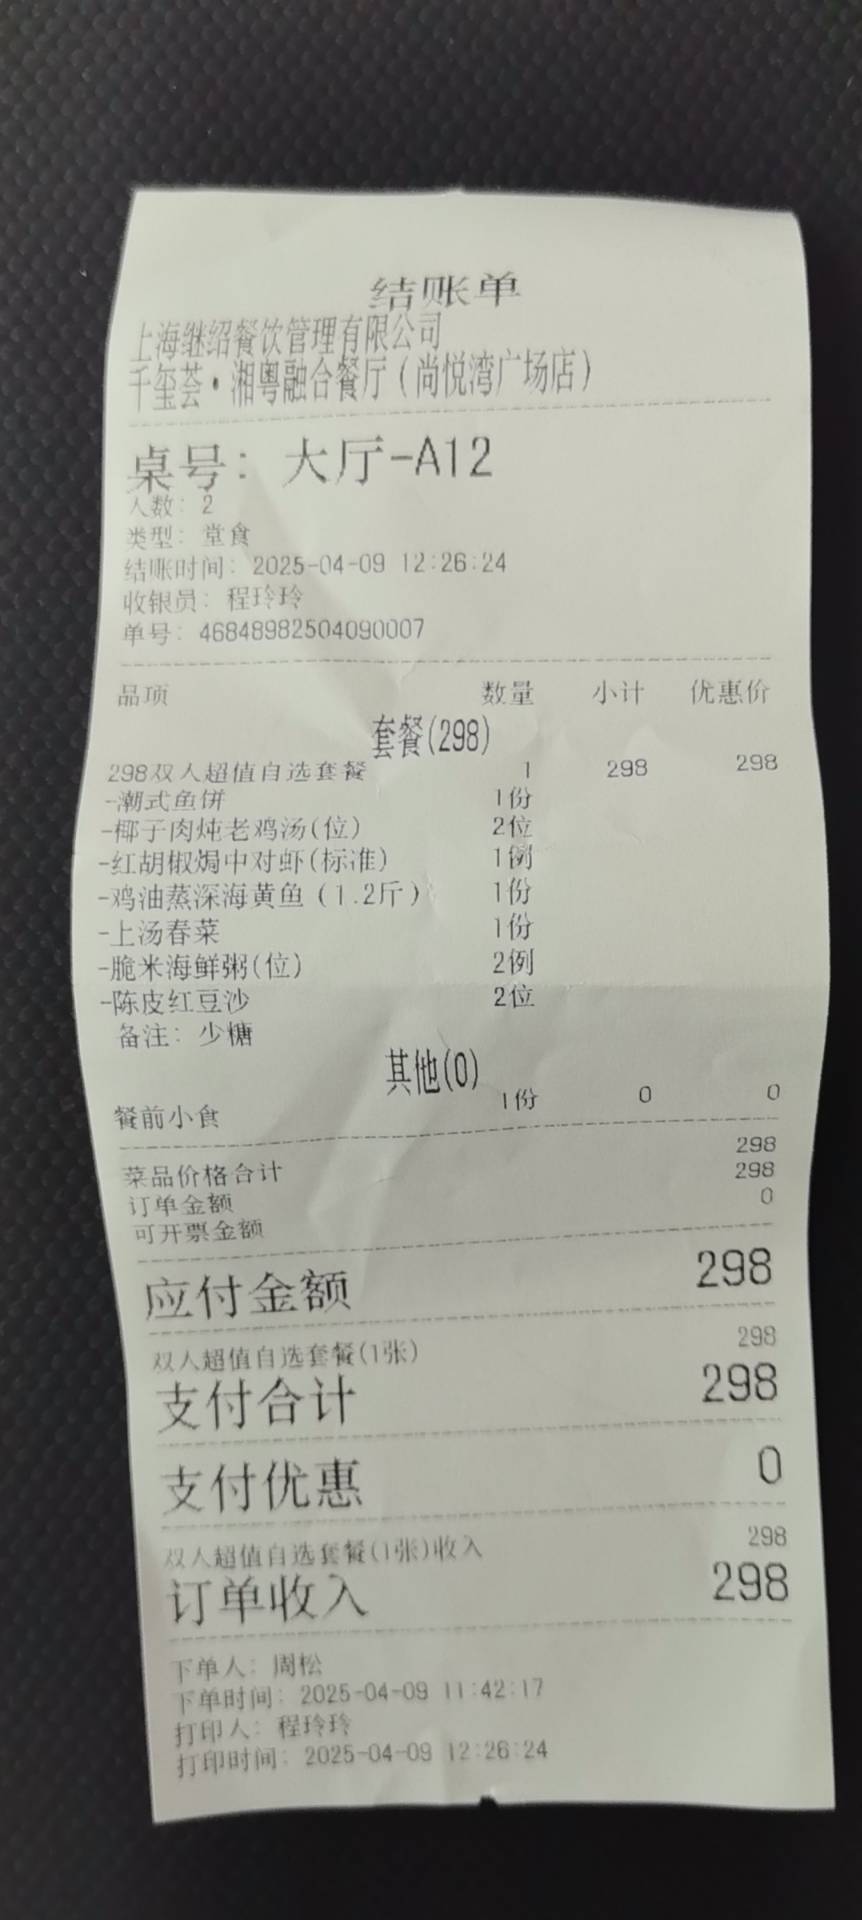 结账单
上海继绍餐饮管理有限公司
千玺荟·湘粤融合餐厅(尚悦湾广场店)
桌号: 大厅-A12
人数: 2
类型: 堂食
结账时间: 2025-04-09 12:26:24
收银员: 程玲玲
单号: 46848982504090007
品项 数量 小计 优惠价
套餐(298)
298双人超值自选套餐 1 298 298
-潮式鱼饼 1份
-椰子肉炖老鸡汤(位) 2位
-红胡椒焗中对虾(标准) 1例
-鸡油蒸深海黄鱼(1.2斤) 1份
-上汤春菜 1份
-脆米海鲜粥(位) 2例
-陈皮红豆沙 2位
备注: 少糖
其他(0)
餐前小食 1份 0 0
菜品价格合计 298
订单金额 298
可开票金额 0
应付金额 298
双人超值自选套餐(1张) 298
支付合计 298
支付优惠 0
双人超值自选套餐(1张)收入 298
订单收入 298
下单人: 周松
下单时间: 2025-04-09 11:42:17
打印人: 程玲玲
打印时间: 2025-04-09 12:26:24